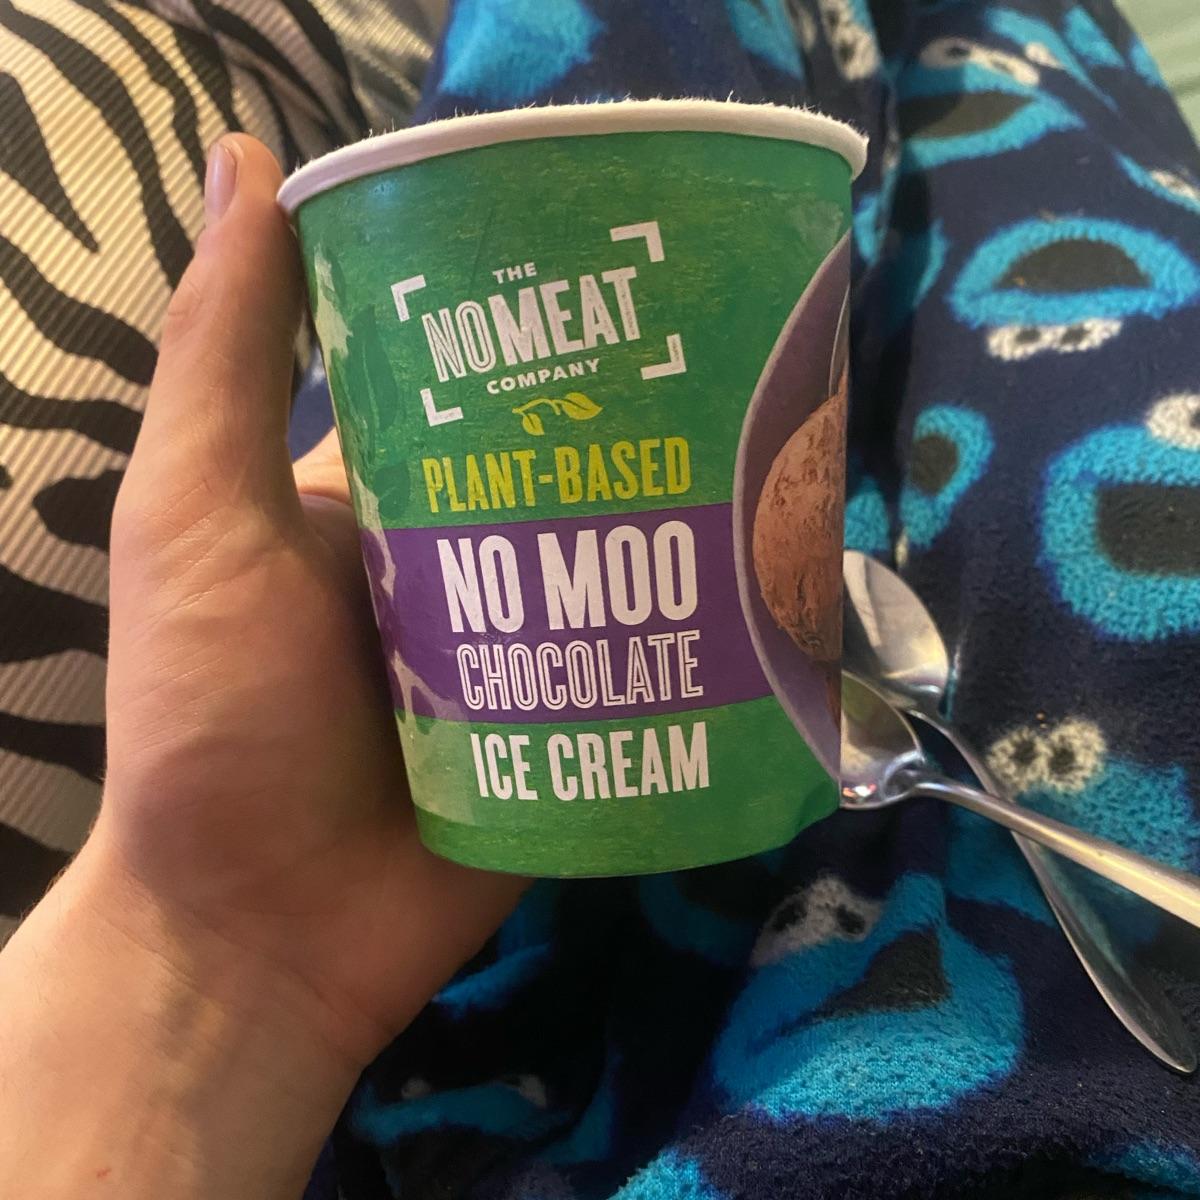 THE
NOMEAT
COMPANY
PLANT-BASED
NO MOO
CHOCOLATE
ICE CREAM